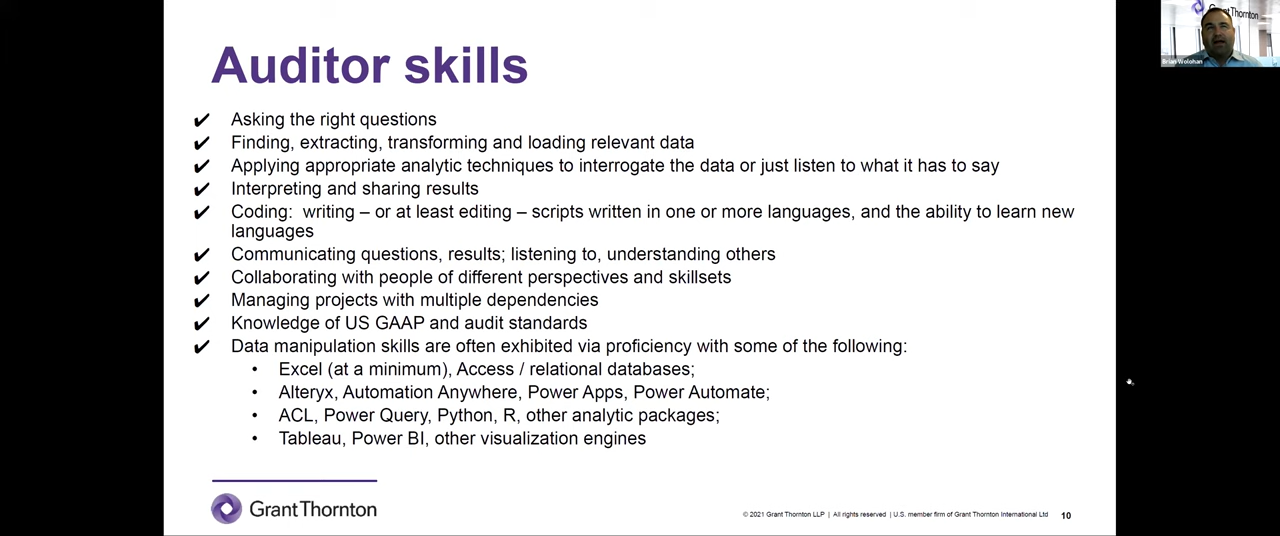 Auditor skills
✔ Asking the right questions
✔ Finding, extracting, transforming and loading relevant data
✔ Applying appropriate analytic techniques to interrogate the data or just listen to what it has to say
✔ Interpreting and sharing results
✔ Coding:  writing – or at least editing – scripts written in one or more languages, and the ability to learn new
languages
✔ Communicating questions, results; listening to, understanding others
✔ Collaborating with people of different perspectives and skillsets
✔ Managing projects with multiple dependencies
✔ Knowledge of US GAAP and audit standards
✔ Data manipulation skills are often exhibited via proficiency with some of the following:
• Excel (at a minimum), Access / relational databases;
• Alteryx, Automation Anywhere, Power Apps, Power Automate;
• ACL, Power Query, Python, R, other analytic packages;
• Tableau, Power BI, other visualization engines
Grant Thornton
© 2021 Grant Thornton LLP | All rights reserved | U.S. member firm of Grant Thornton International Ltd
10
GrantThornton
Brian Wolohan